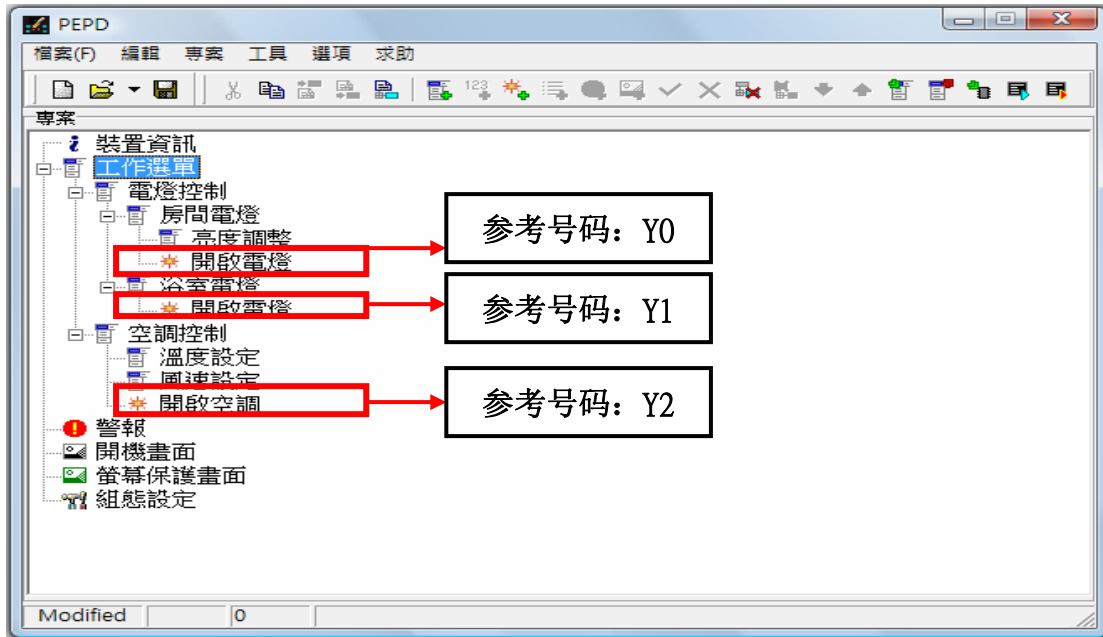 PEPD
檔案(F) 編輯 專案 工具 選項 求助
123
專案
裝置資訊
工作選單
電燈控制
房間電燈
亮度調整
参考号码：Y0
開啟電燈
浴室電燈
参考号码：Y1
開啟電燈
空調控制
溫度設定
風速設定
参考号码：Y2
開啟空調
警報
開機畫面
螢幕保護畫面
組態設定
Modified 0